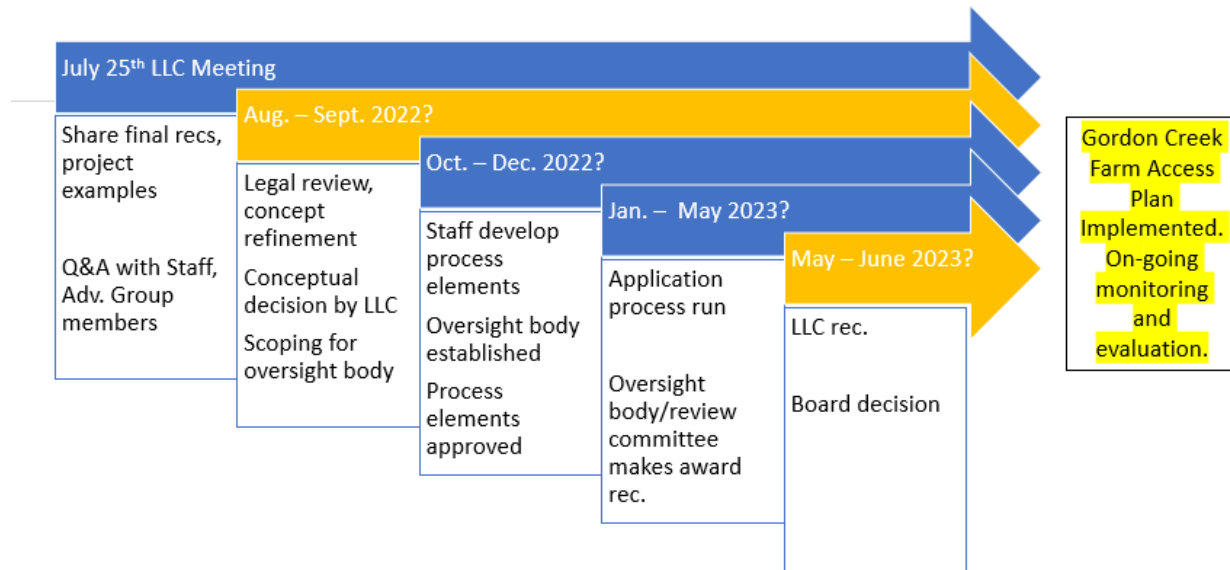 July 25th LLC Meeting
Share final recs,
project
examples
Q&A with Staff,
Adv. Group
members
Aug. – Sept. 2022?
Legal review,
concept
refinement
Conceptual
decision by LLC
Scoping for
oversight body
Oct. – Dec. 2022?
Staff develop
process
elements
Oversight body
established
Process
elements
approved
Jan. –  May 2023?
Application
process run
Oversight
body/review
committee
makes award
rec.
May – June 2023?
LLC rec.
Board decision
Gordon Creek
Farm Access
Plan
Implemented.
On-going
monitoring
and
evaluation.